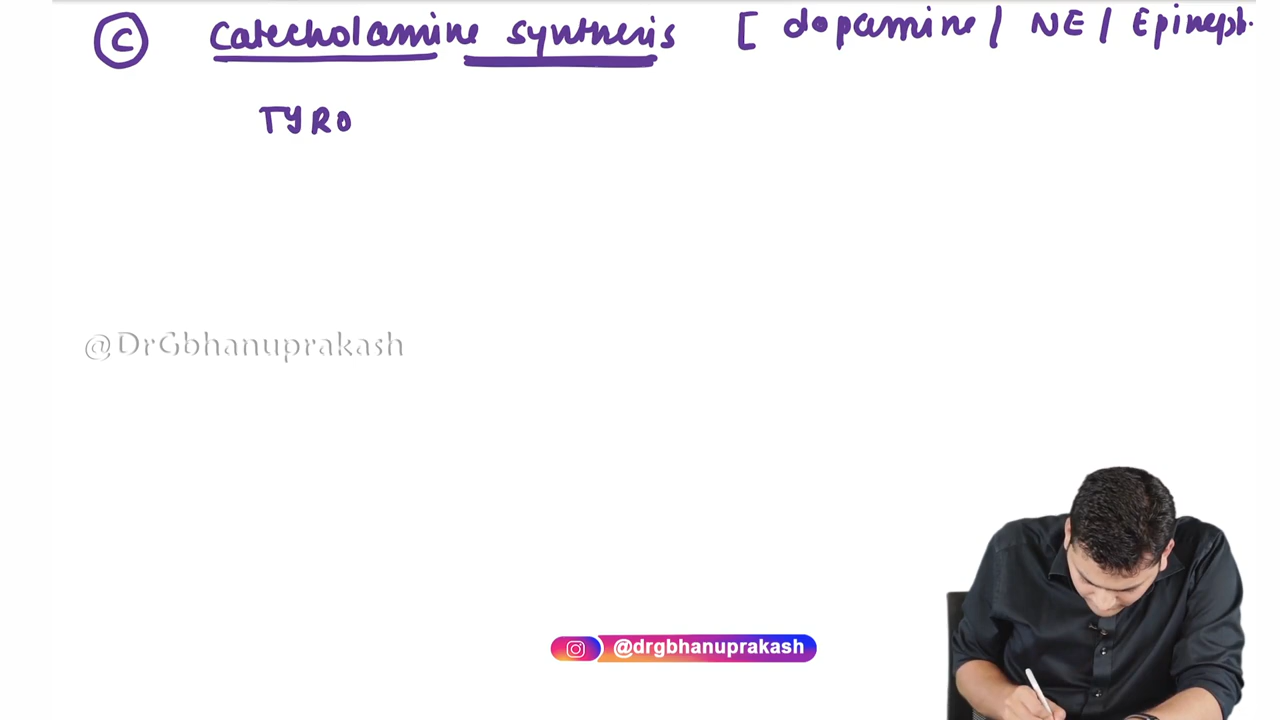 C Catecholamine synthesis [ dopamine / NE / Epineph.
TYRO
@DrGbhanuprakash
@drgbhanuprakash